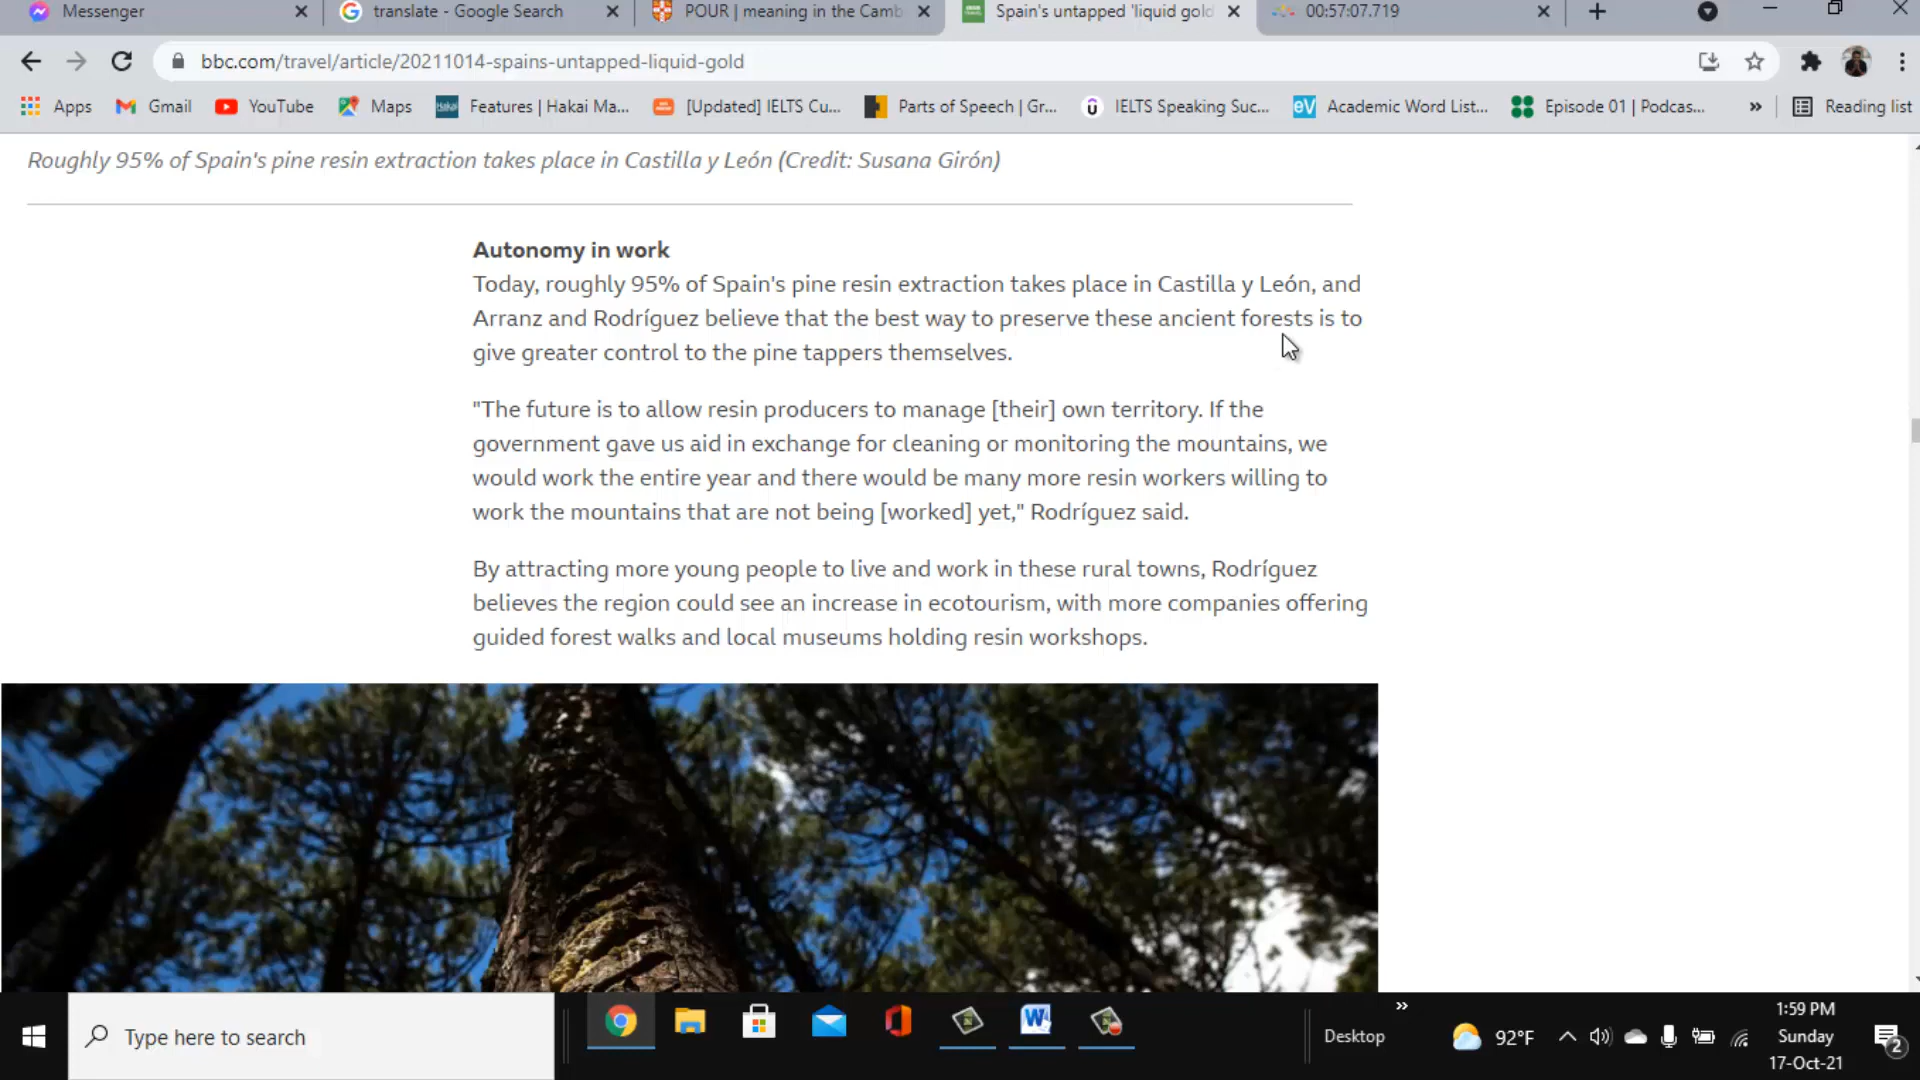 Messenger
translate - Google Search
POUR | meaning in the Camb
Spain's untapped 'liquid gold
00:57:07.719
bbc.com/travel/article/20211014-spains-untapped-liquid-gold
Apps
Gmail
YouTube
Maps
Hakai
Features | Hakai Ma...
[Updated] IELTS Cu...
Parts of Speech | Gr...
IELTS Speaking Suc...
eV
Academic Word List...
Episode 01 | Podcas...
»
Reading list
Roughly 95% of Spain's pine resin extraction takes place in Castilla y León (Credit: Susana Girón)
Autonomy in work
Today, roughly 95% of Spain's pine resin extraction takes place in Castilla y León, and
Arranz and Rodríguez believe that the best way to preserve these ancient forests is to
give greater control to the pine tappers themselves.
"The future is to allow resin producers to manage [their] own territory. If the
government gave us aid in exchange for cleaning or monitoring the mountains, we
would work the entire year and there would be many more resin workers willing to
work the mountains that are not being [worked] yet," Rodríguez said.
By attracting more young people to live and work in these rural towns, Rodríguez
believes the region could see an increase in ecotourism, with more companies offering
guided forest walks and local museums holding resin workshops.
Type here to search
W
Desktop
»
92°F
1:59 PM
Sunday
17-Oct-21
2